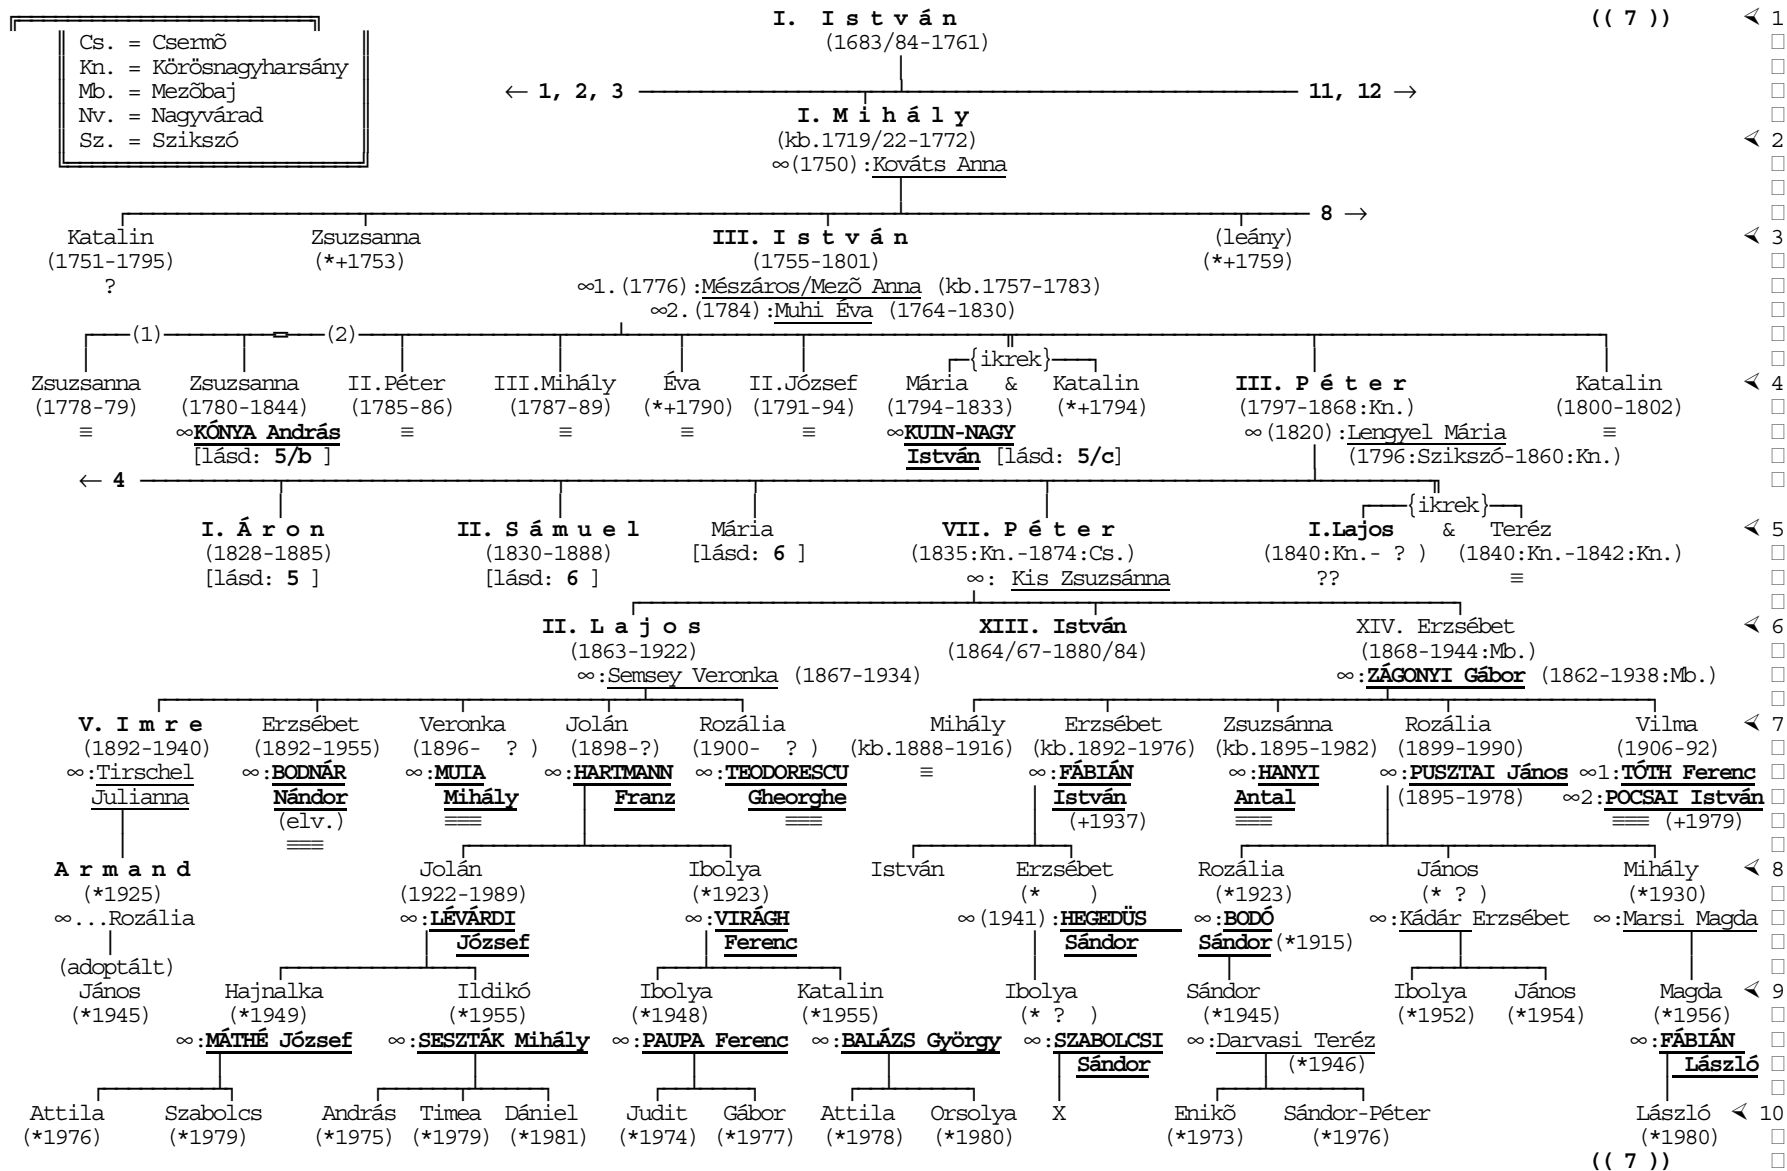 I. I s t v á n (( 7 )) 1
Cs. = Csermõ (1683/84-1761)
Kn. = Körösnagyharsány
Mb. = Mezõbaj ← 1, 2, 3 11, 12 →
Nv. = Nagyvárad I. M i h á l y
Sz. = Szikszó (kb.1719/22-1772) 2
∞(1750):Kováts Anna
8 →
Katalin Zsuzsanna III. I s t v á n (leány) 3
(1751-1795) (*+1753) (1755-1801) (*+1759)
? ∞1.(1776):Mészáros/Mezõ Anna (kb.1757-1783)
∞2.(1784):Muhi Éva (1764-1830)
(1) (2)
{ikrek}
Zsuzsanna Zsuzsanna II.Péter III.Mihály Éva II.József Mária & Katalin III. P é t e r Katalin 4
(1778-79) (1780-1844) (1785-86) (1787-89) (*+1790) (1791-94) (1794-1833) (*+1794) (1797-1868:Kn.) (1800-1802)
≡ ∞KÓNYA András ≡ ≡ ≡ ≡ ∞KUIN-NAGY ∞(1820):Lengyel Mária ≡
[lásd: 5/b ] István [lásd: 5/c] (1796:Szikszó-1860:Kn.)
← 4
{ikrek}
I. Á r o n II. S á m u e l Mária VII. P é t e r I.Lajos & Teréz 5
(1828-1885) (1830-1888) [lásd: 6 ] (1835:Kn.-1874:Cs.) (1840:Kn.- ? ) (1840:Kn.-1842:Kn.)
[lásd: 5 ] [lásd: 6 ] ∞: Kis Zsuzsánna ?? ≡
II. L a j o s XIII. István XIV. Erzsébet 6
(1863-1922) (1864/67-1880/84) (1868-1944:Mb.)
∞:Semsey Veronka (1867-1934) ∞:ZÁGONYI Gábor (1862-1938:Mb.)
V. I m r e Erzsébet Veronka Jolán Rozália Mihály Erzsébet Zsuzsánna Rozália Vilma 7
(1892-1940) (1892-1955) (1896- ? ) (1898-?) (1900- ? ) (kb.1888-1916) (kb.1892-1976) (kb.1895-1982) (1899-1990) (1906-92)
∞:Tirschel ∞:BODNÁR ∞:MUIA ∞:HARTMANN ∞:TEODORESCU ≡ ∞:FÁBIÁN ∞:HANYI ∞:PUSZTAI János ∞1:TÓTH Ferenc
Julianna Nándor Mihály Franz Gheorghe István Antal (1895-1978) ∞2:POCSAI István
(elv.) ≡≡≡ ≡≡≡ (+1937) ≡≡≡ ≡≡≡ (+1979)
≡≡≡
A r m a n d Jolán Ibolya István Erzsébet Rozália János Mihály 8
(*1925) (1922-1989) (*1923) (* ) (*1923) (* ? ) (*1930)
∞...Rozália ∞:LÉVÁRDI ∞:VIRÁGH ∞(1941):HEGEDÜS ∞:BODÓ ∞:Kádár Erzsébet ∞:Marsi Magda
József Ferenc Sándor Sándor(*1915)
(adoptált)
János Hajnalka Ildikó Ibolya Katalin Ibolya Sándor Ibolya János Magda 9
(*1945) (*1949) (*1955) (*1948) (*1955) (* ? ) (*1945) (*1952) (*1954) (*1956)
∞:MÁTHÉ József ∞:SESZTÁK Mihály ∞:PAUPA Ferenc ∞:BALÁZS György ∞:SZABOLCSI ∞:Darvasi Teréz ∞:FÁBIÁN
Sándor (*1946) László
Attila Szabolcs András Timea Dániel Judit Gábor Attila Orsolya X Enikõ Sándor-Péter László 10
(*1976) (*1979) (*1975) (*1979) (*1981) (*1974) (*1977) (*1978) (*1980) (*1973) (*1976) (*1980)
(( 7 ))